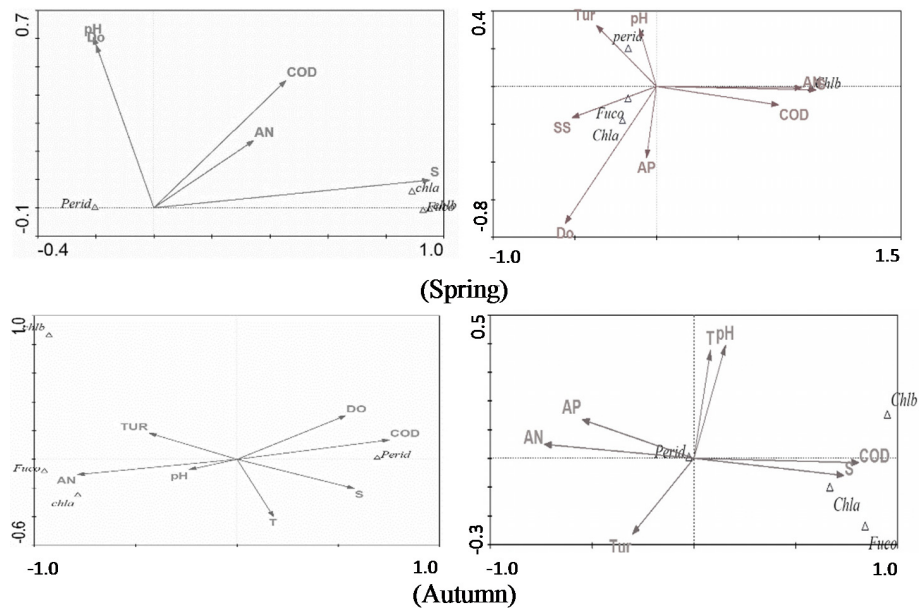 0.7
pH
Do
COD
AN
S
chla
Perid
Fuco
-0.1
-0.4
1.0
0.4
Tur
pH
perid
Chlb
COD
Fuco
SS
Chla
AP
Do
-0.8
-1.0
1.5
(Spring)
1.0
chlb
TUR
DO
COD
Perid
Fuco
AN
pH
chla
S
T
-0.6
-1.0
1.0
0.5
T
pH
AP
AN
Chlb
Perid
COD
S
Chla
Tur
Fuco
-0.3
-1.0
1.0
(Autumn)